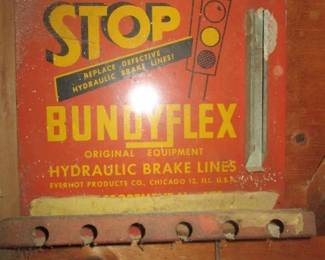 STOP
REPLACE DEFECTIVE
HYDRAULIC BRAKE LINES!
BUNDYFLEX
ORIGINAL EQUIPMENT
HYDRAULIC BRAKE LINES
EVERHOT PRODUCTS CO., CHICAGO 12, ILL. U.S.A.